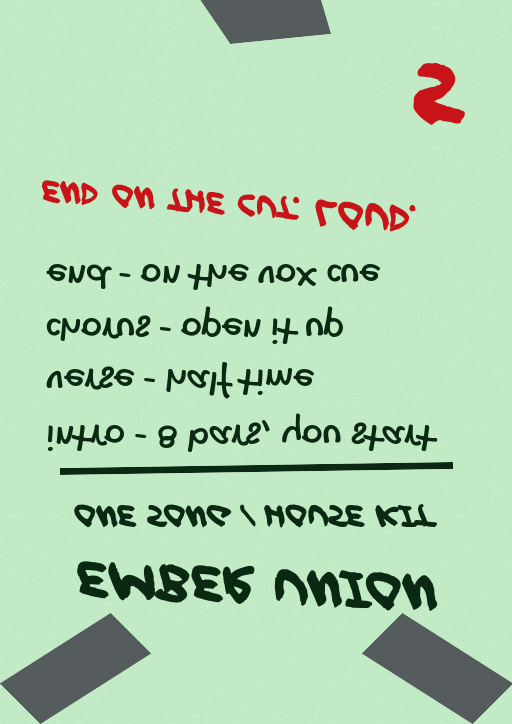 EMBER UNION
ONE SONG / HOUSE KIT
intro - 8 bars, you start
verse - half time
chorus - open it up
end - on the vox cue
END ON THE CUT. LOUD.
5